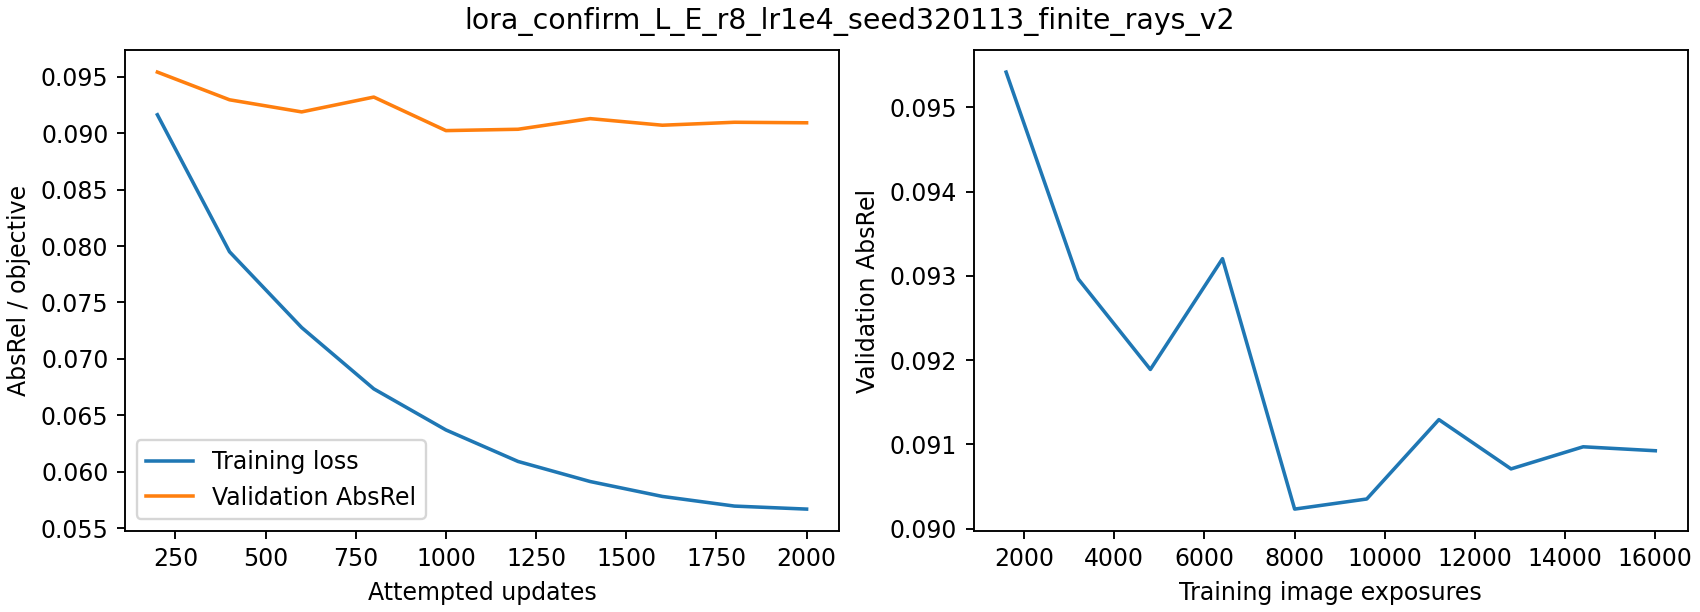 lora_confirm_L_E_r8_lr1e4_seed320113_finite_rays_v2
AbsRel / objective
0.095
0.090
0.085
0.080
0.075
0.070
0.065
0.060
0.055
Training loss
Validation AbsRel
250 500 750 1000 1250 1500 1750 2000
Attempted updates
Validation AbsRel
0.095
0.094
0.093
0.092
0.091
0.090
2000 4000 6000 8000 10000 12000 14000 16000
Training image exposures